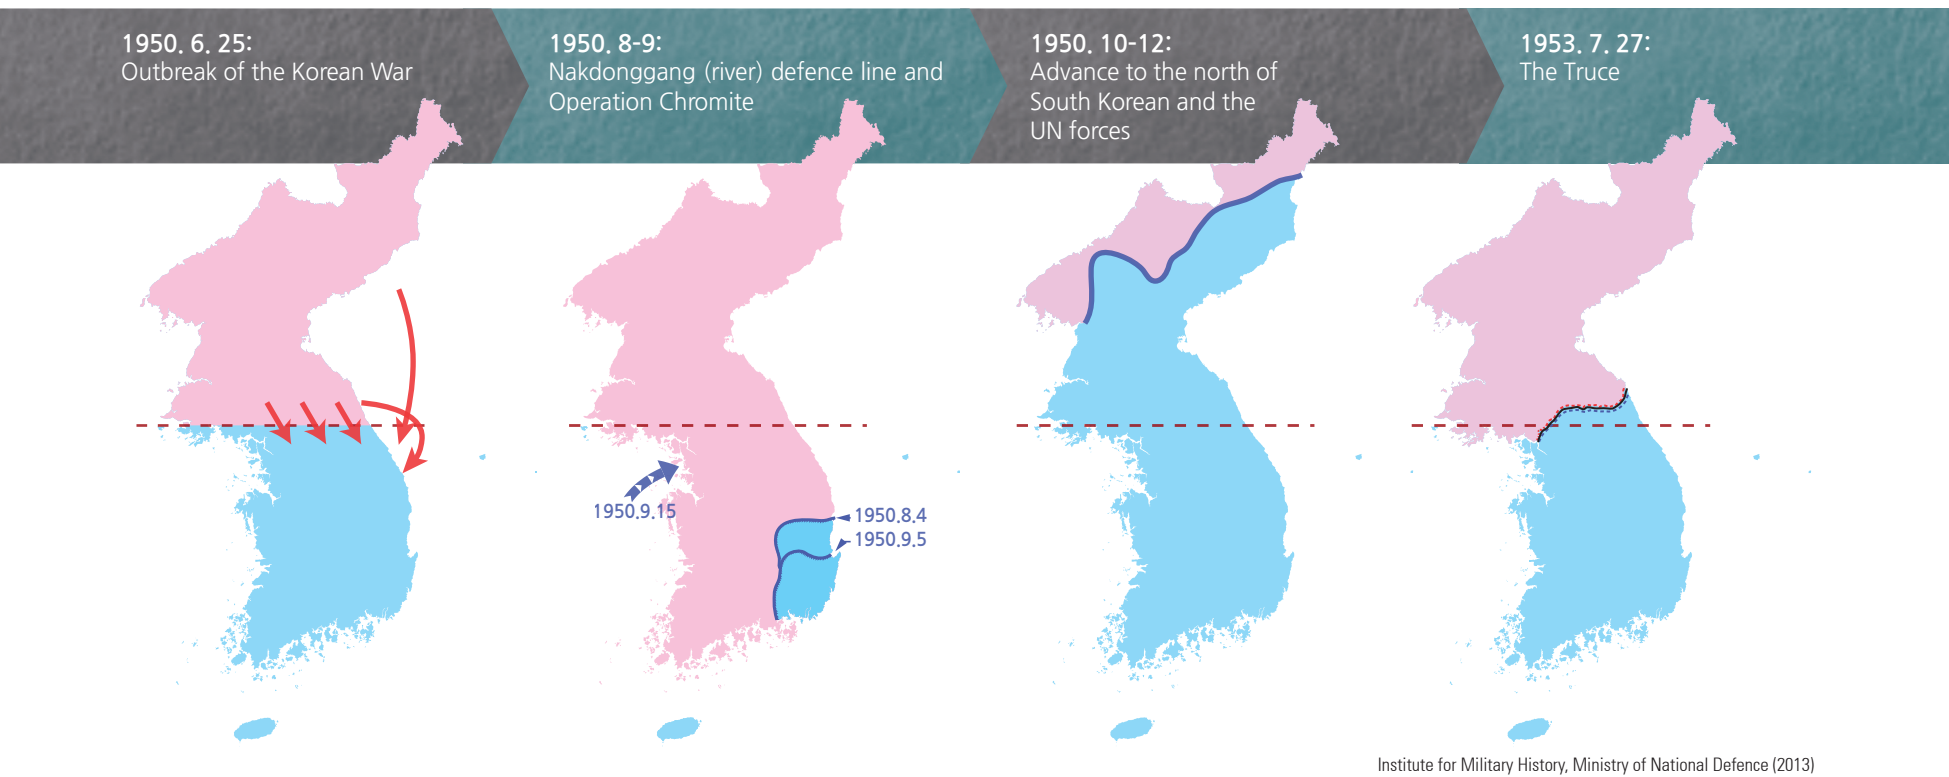 1950. 6. 25:
Outbreak of the Korean War
1950. 8-9:
Nakdonggang (river) defence line and
Operation Chromite
1950. 10-12:
Advance to the north of
South Korean and the
UN forces
1953. 7. 27:
The Truce
1950.9.15
1950.8.4
1950.9.5
Institute for Military History, Ministry of National Defence (2013)